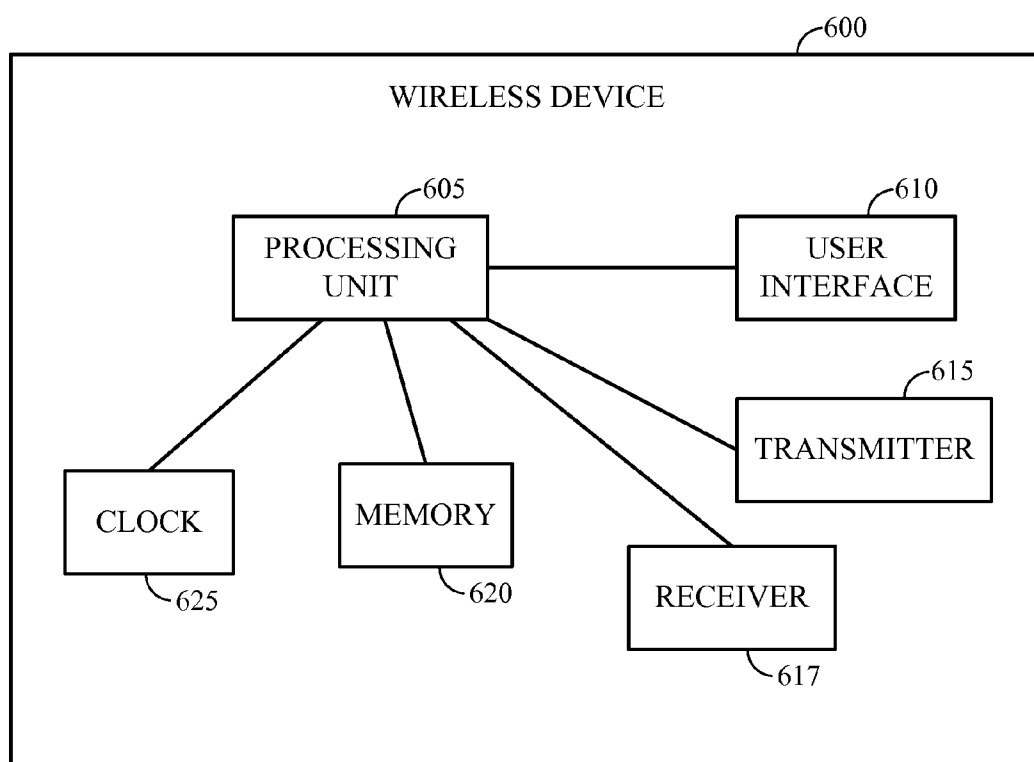 600
WIRELESS DEVICE
605
PROCESSING
UNIT
610
USER
INTERFACE
615
TRANSMITTER
CLOCK
625
MEMORY
620
RECEIVER
617